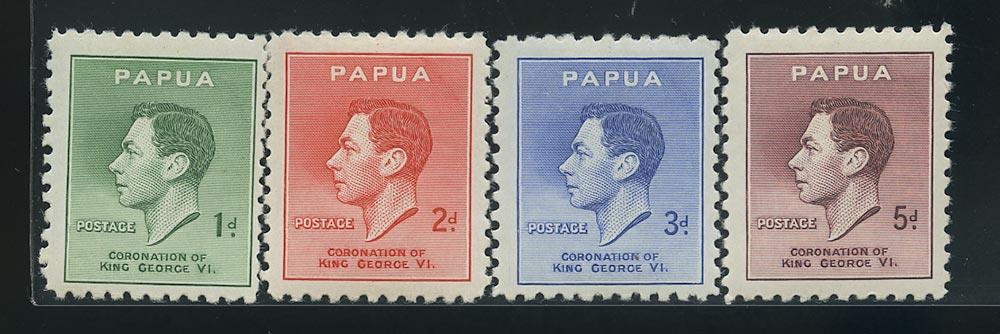 PAPUA
POSTAGE 1d.
CORONATION OF
KING GEORGE VI.
PAPUA
POSTAGE 2d.
CORONATION OF
KING GEORGE VI.
PAPUA
POSTAGE 3d.
CORONATION OF
KING GEORGE VI.
PAPUA
POSTAGE 5d.
CORONATION OF
KING GEORGE VI.